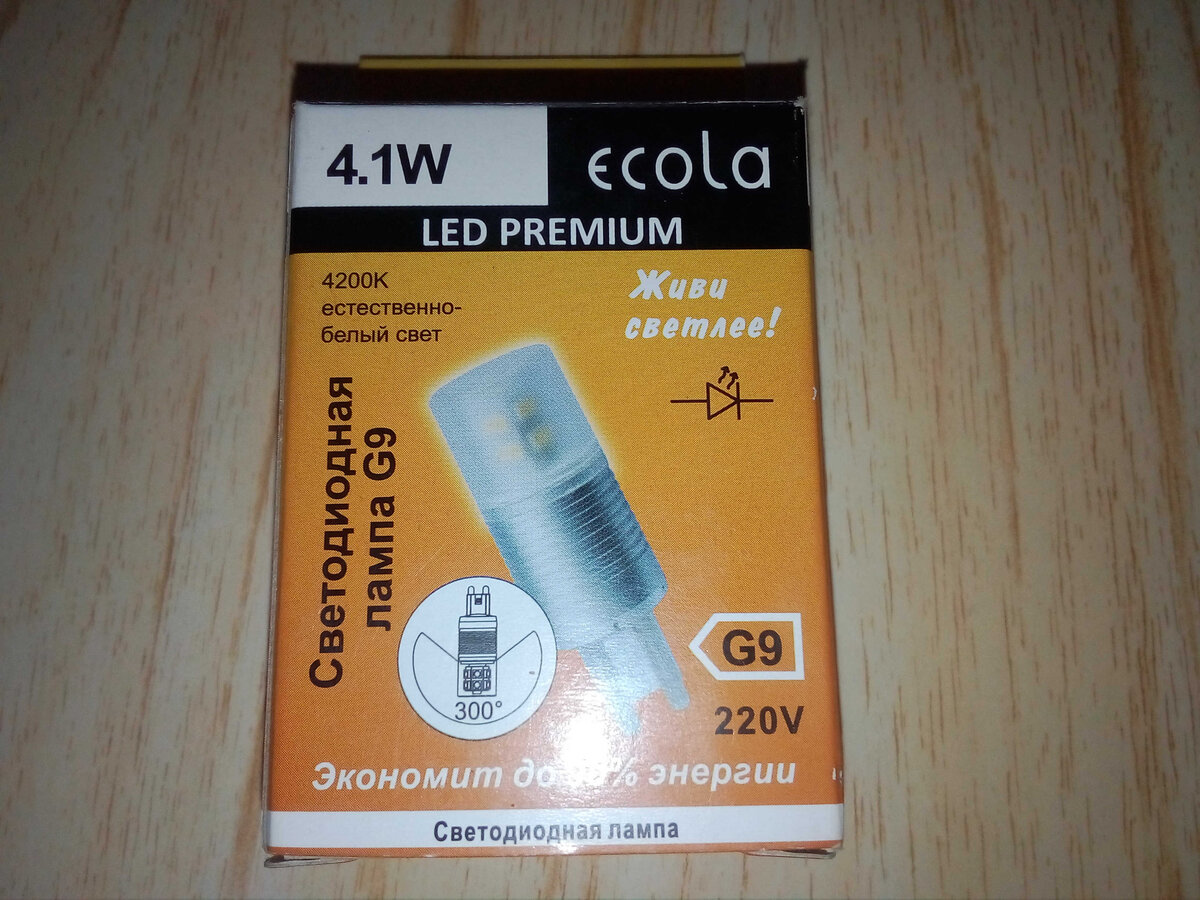 4.1W
ecola
LED PREMIUM
4200K
естественно-
белый свет
Живи
светлее!
Светодиодная
лампа G9
300°
G9
220V
Экономит до % энергии
Светодиодная лампа